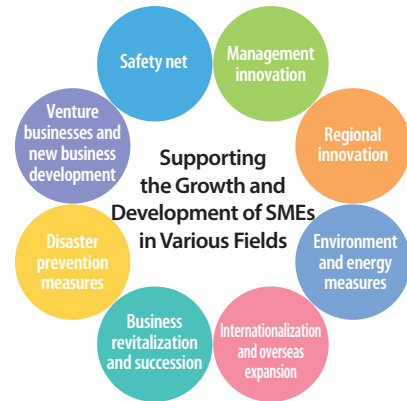 Safety net
Management
innovation
Regional
innovation
Environment
and energy
measures
Internationalization
and overseas
expansion
Business
revitalization
and succession
Disaster
prevention
measures
Venture
businesses and
new business
development
Supporting
the Growth and
Development of SMEs
in Various Fields